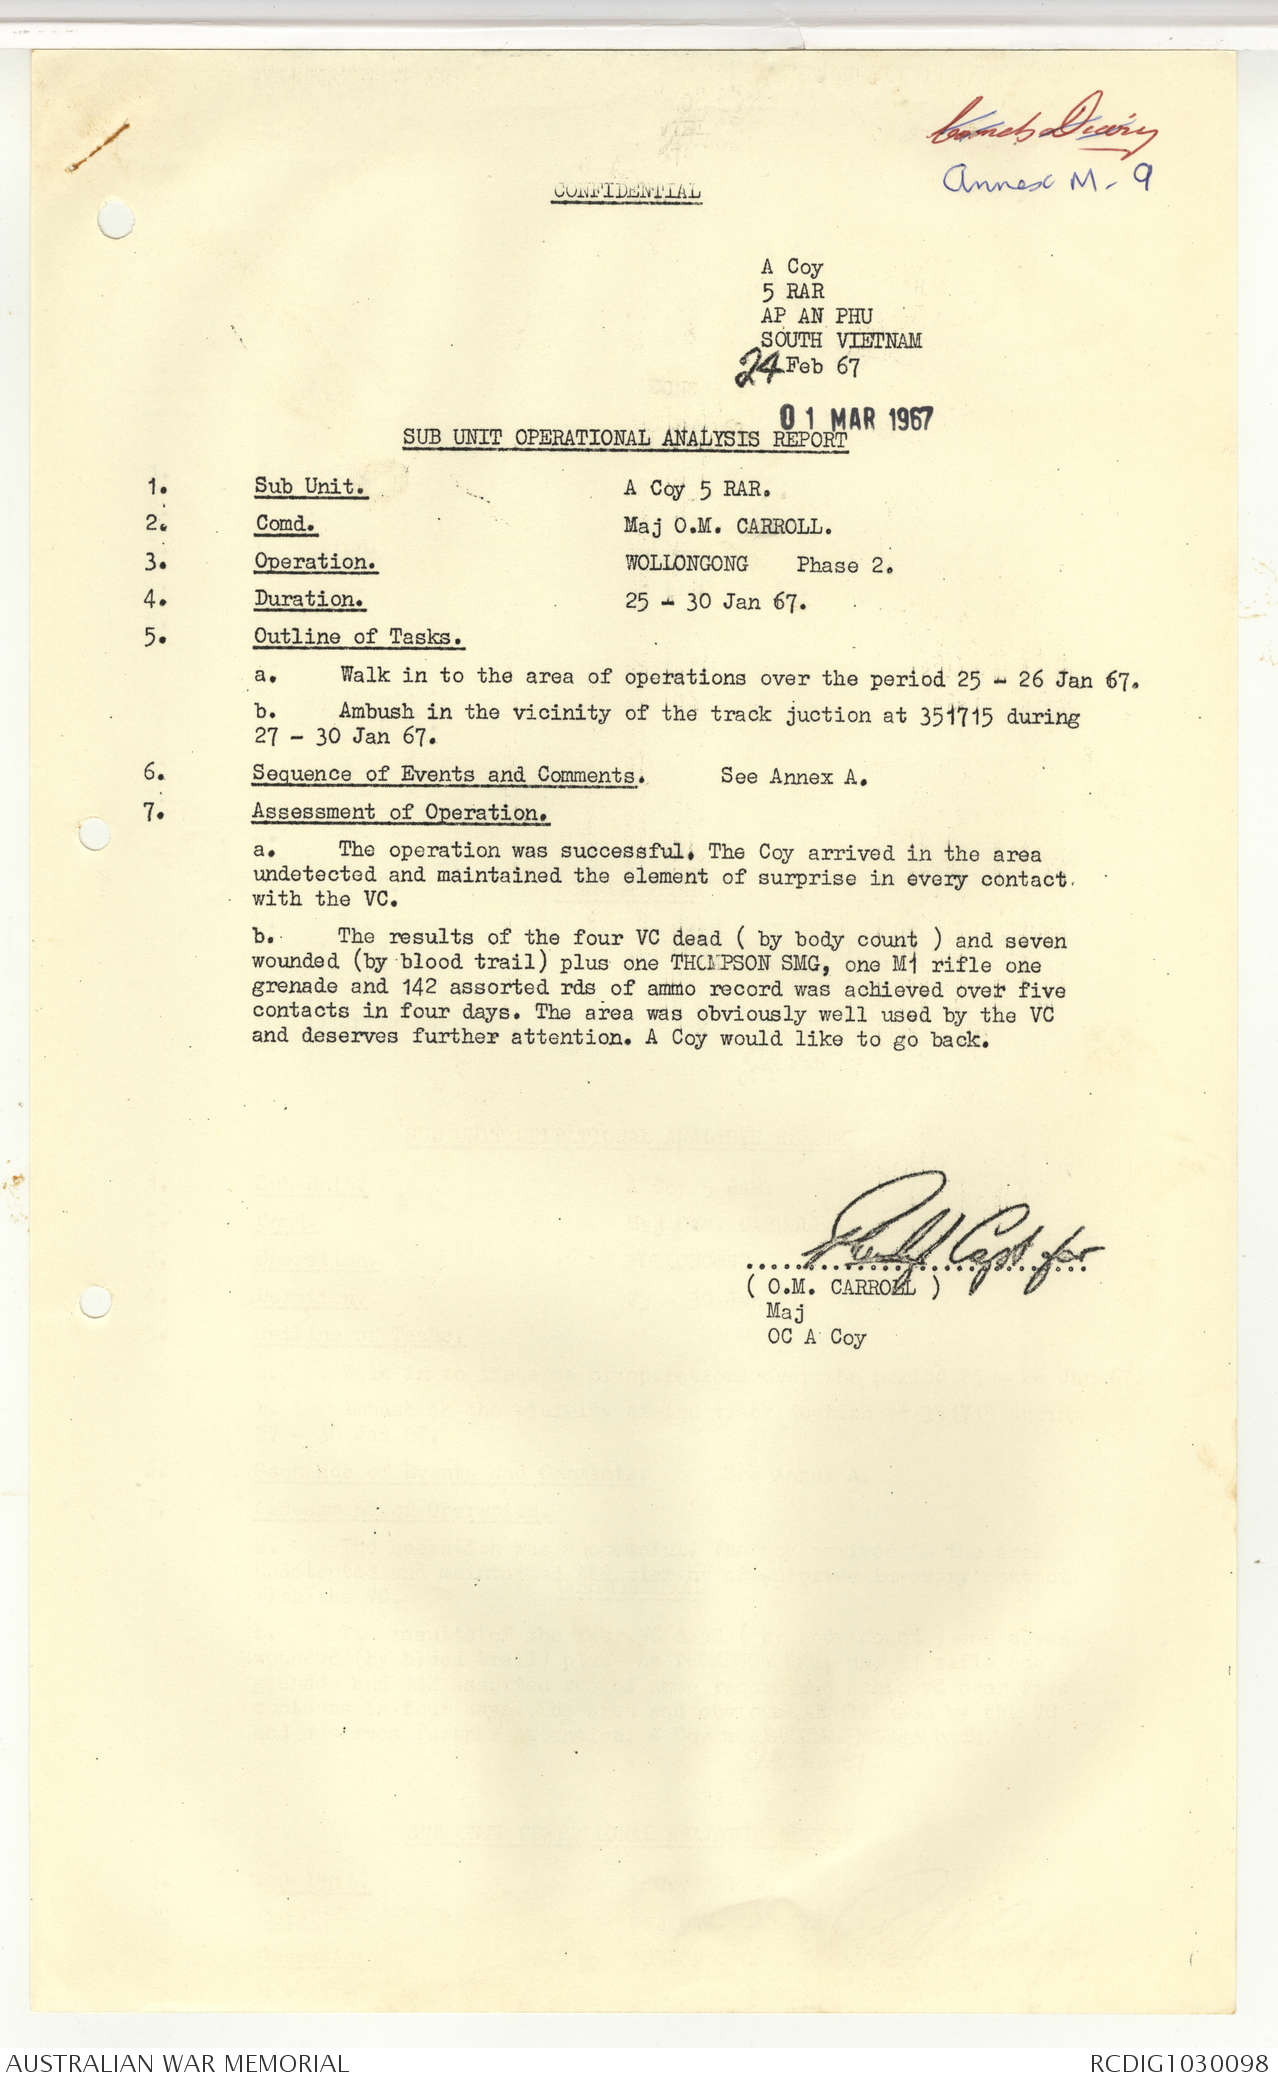 Comds Diary
Annex M-9
CONFIDENTIAL
A Coy
5 RAR
AP AN PHU
SOUTH VIETNAM
24 Feb 67
01 MAR 1967
SUB UNIT OPERATIONAL ANALYSIS REPORT
1. Sub Unit. A Coy 5 RAR.
2. Comd. Maj O.M. CARROLL.
3. Operation. WOLLONGONG Phase 2.
4. Duration. 25 - 30 Jan 67.
5. Outline of Tasks.
a. Walk in to the area of operations over the period 25 - 26 Jan 67.
b. Ambush in the vicinity of the track juction at 351715 during
27 - 30 Jan 67.
6. Sequence of Events and Comments. See Annex A.
7. Assessment of Operation.
a. The operation was successful. The Coy arrived in the area
undetected and maintained the element of surprise in every contact.
with the VC.
b. The results of the four VC dead ( by body count ) and seven
wounded (by blood trail) plus one THOMPSON SMG, one M1 rifle one
grenade and 142 assorted rds of ammo record was achieved over five
contacts in four days. The area was obviously well used by the VC
and deserves further attention. A Coy would like to go back.
Capt for
( O.M. CARROLL )
Maj
OC A Coy
AUSTRALIAN WAR MEMORIAL
RCDIG1030098